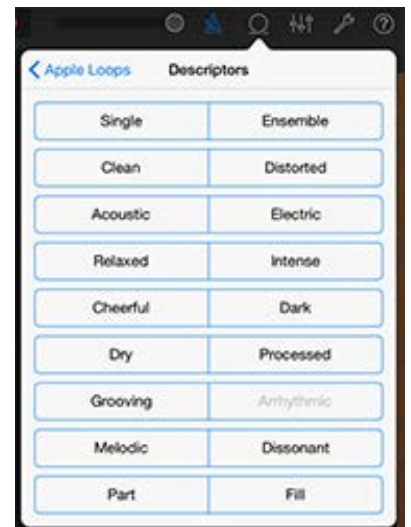 Apple Loops Descriptors
Single Ensemble
Clean Distorted
Acoustic Electric
Relaxed Intense
Cheerful Dark
Dry Processed
Grooving Arrhythmic
Melodic Dissonant
Part Fill